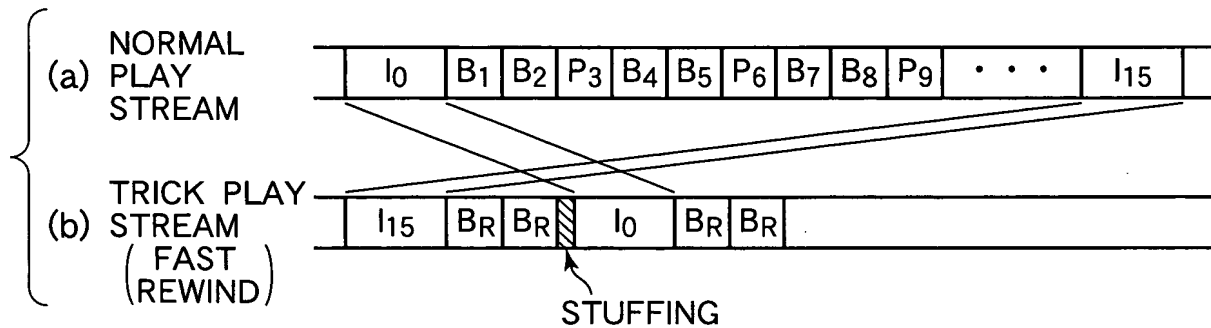 (a) NORMAL PLAY STREAM
I0 B1 B2 P3 B4 B5 P6 B7 B8 P9 · · · I15
(b) TRICK PLAY STREAM (FAST REWIND)
I15 BR BR I0 BR BR
STUFFING